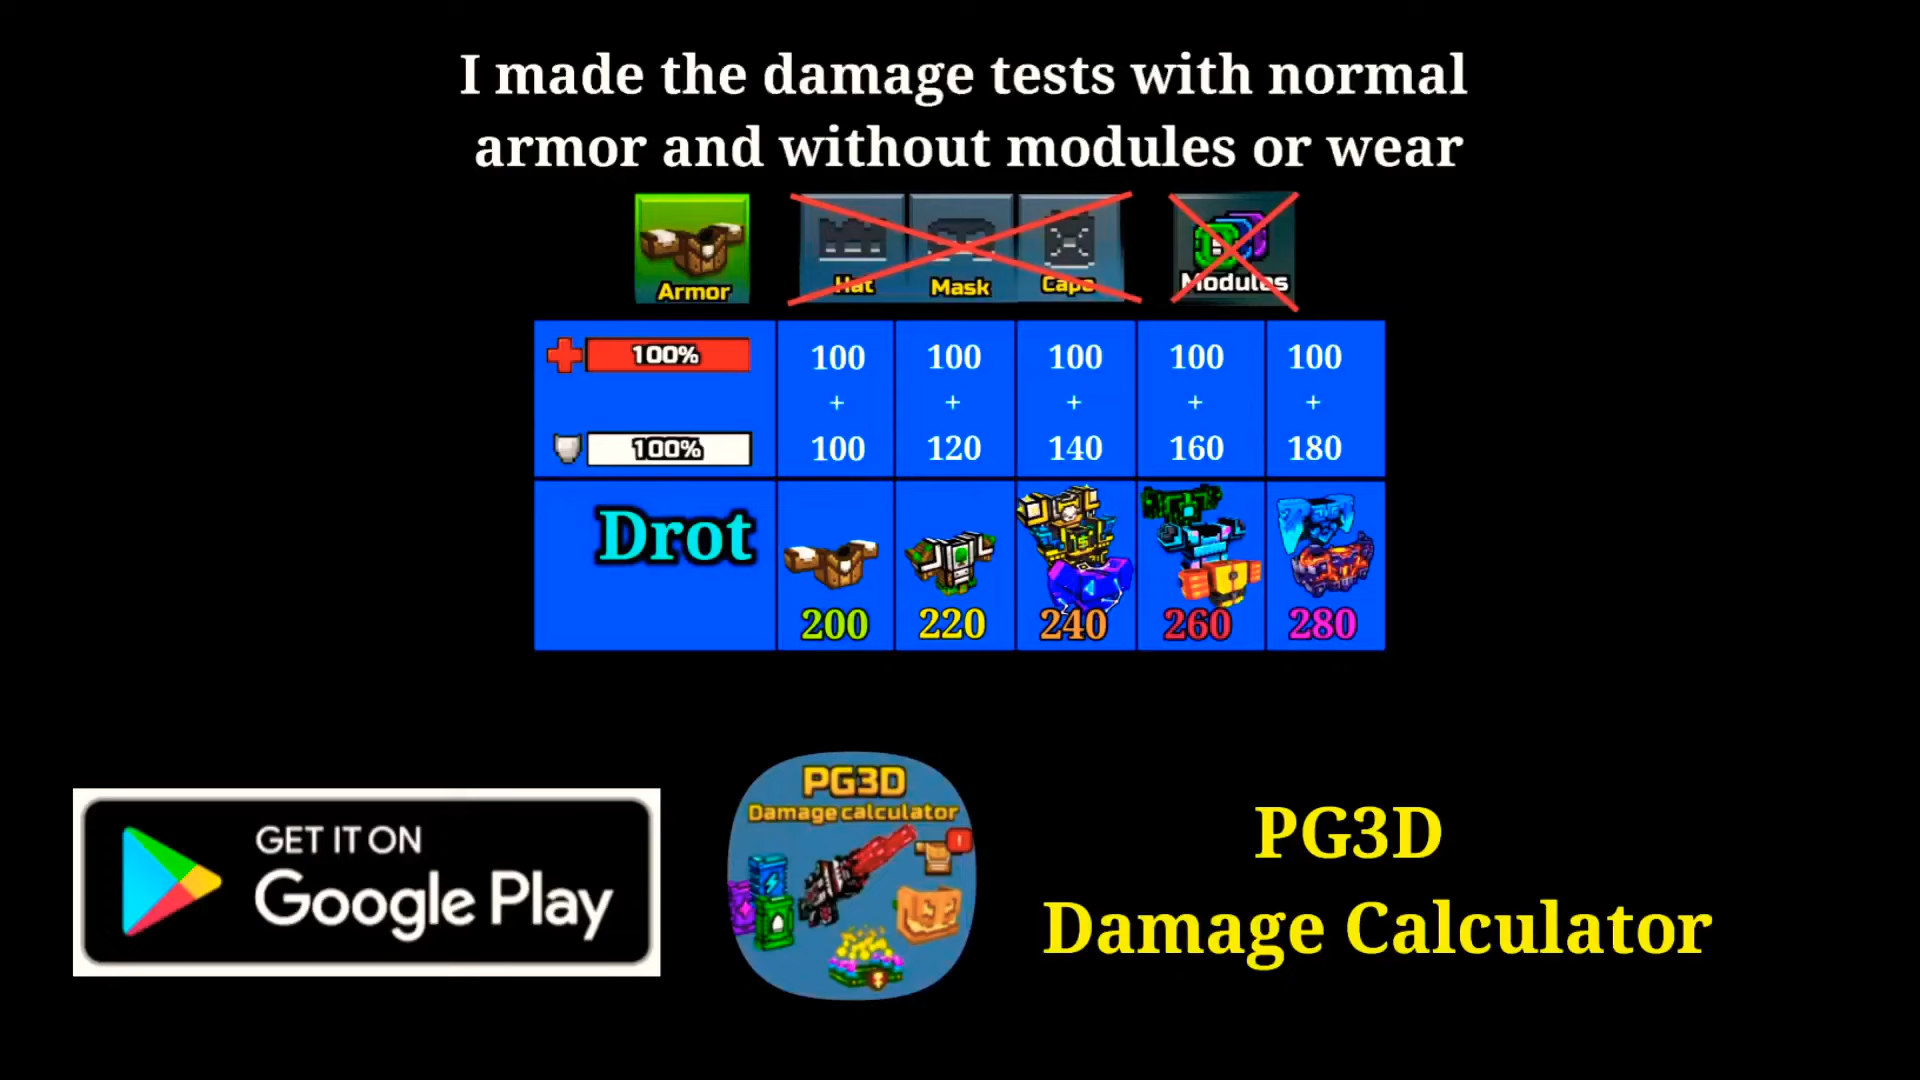 I made the damage tests with normal
armor and without modules or wear
Armor
Hat
Mask
Cape
Modules
100%
100 100 100 100 100
+ + + + +
100%
100 120 140 160 180
Drot
200 220 240 260 280
PG3D
Damage calculator
GET IT ON
Google Play
PG3D
Damage Calculator